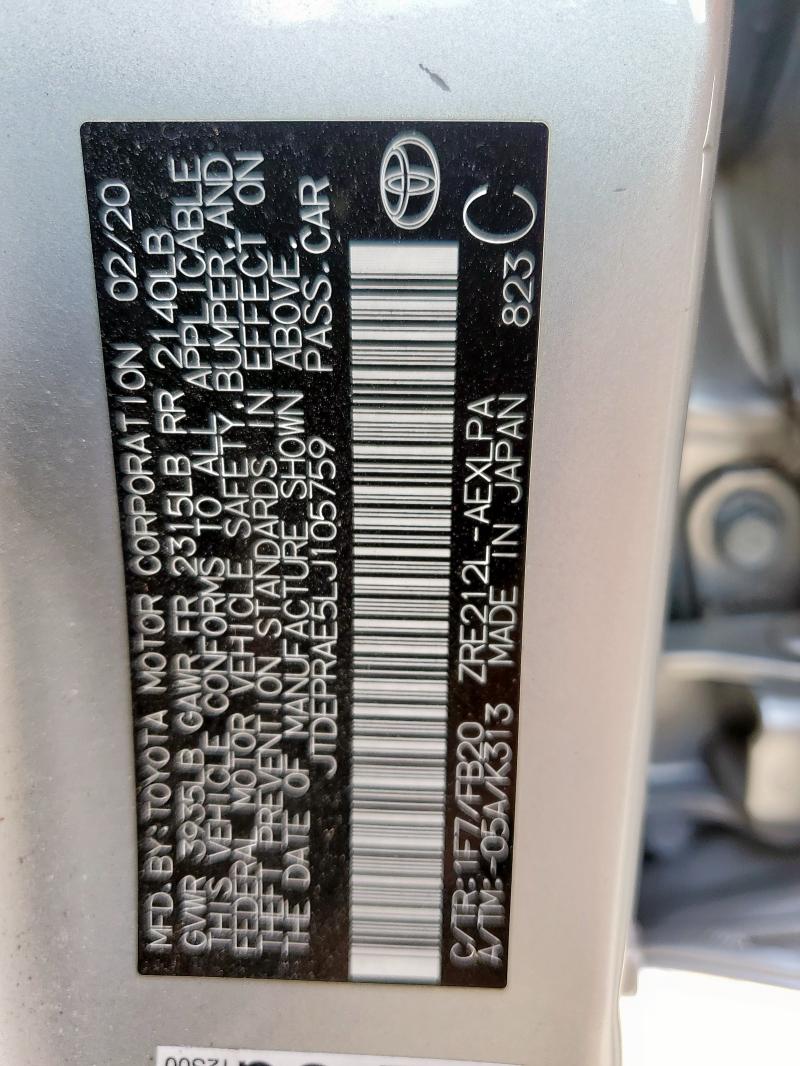 MFD.BY:TOYOTA MOTOR CORPORATION 02/20
GVWR 3935LB GAWR FR 2315LB RR 2140LB
THIS VEHICLE CONFORMS TO ALL APPLICABLE
FEDERAL MOTOR VEHICLE SAFETY,BUMPER,AND
THEFT PREVENTION STANDARDS IN EFFECT ON
THE DATE OF MANUFACTURE SHOWN ABOVE.
JTDEPRAE5LJ105759 PASS.CAR
C/TR:1F7/FB20 ZRE212L-AEXLPA
A/TM:-05A/K313 MADE IN JAPAN 823 C
12S00